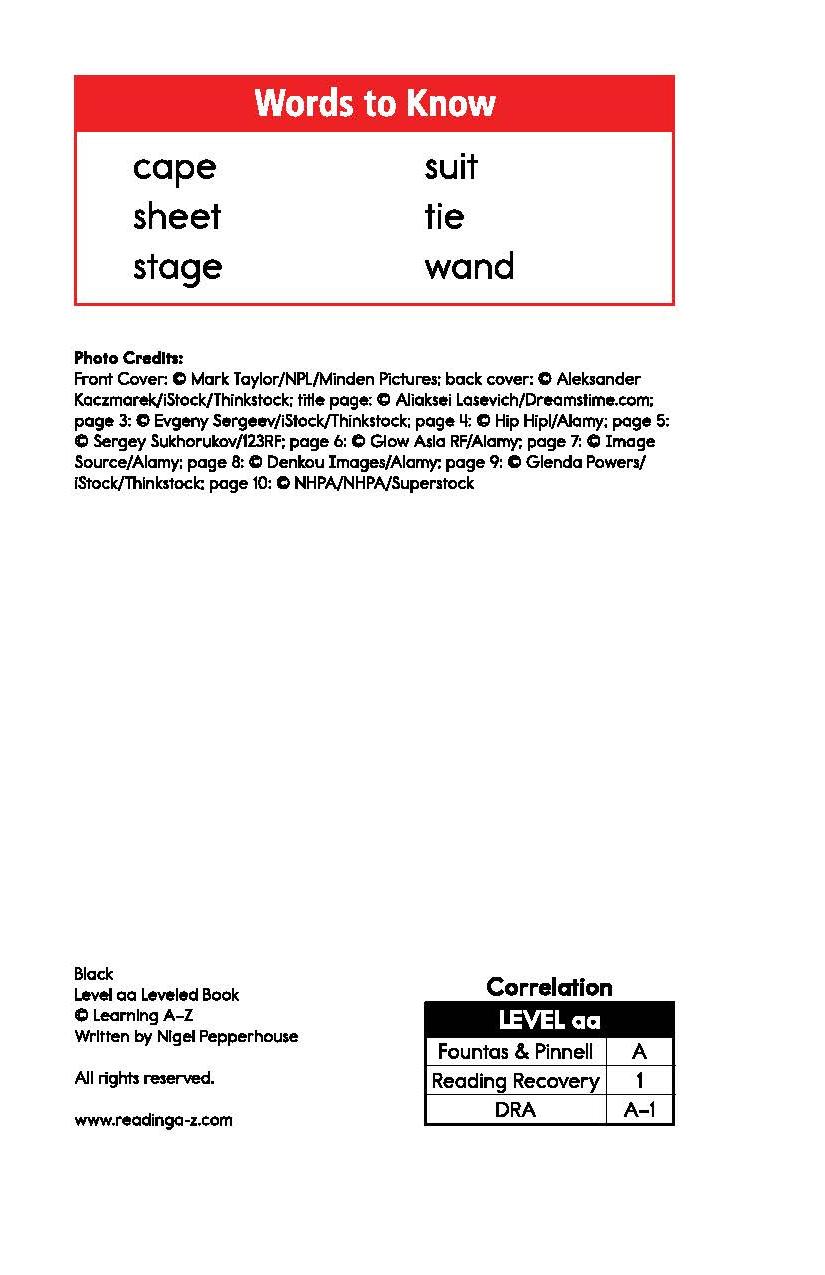 Words to Know
cape suit
sheet tie
stage wand
Photo Credits:
Front Cover: © Mark Taylor/NPL/Minden Pictures; back cover: © Aleksander
Kaczmarek/iStock/Thinkstock; title page: © Aliaksei Lasevich/Dreamstime.com;
page 3: © Evgeny Sergeev/iStock/Thinkstock; page 4: © Hip Hipl/Alamy; page 5:
© Sergey Sukhorukov/123RF; page 6: © Glow Asia RF/Alamy; page 7: © Image
Source/Alamy; page 8: © Denkou Images/Alamy; page 9: © Glenda Powers/
iStock/Thinkstock; page 10: © NHPA/NHPA/Superstock
Black
Level aa Leveled Book
© Learning A–Z
Written by Nigel Pepperhouse
All rights reserved.
www.readinga-z.com
Correlation
LEVEL aa
Fountas & Pinnell A
Reading Recovery 1
DRA A–1